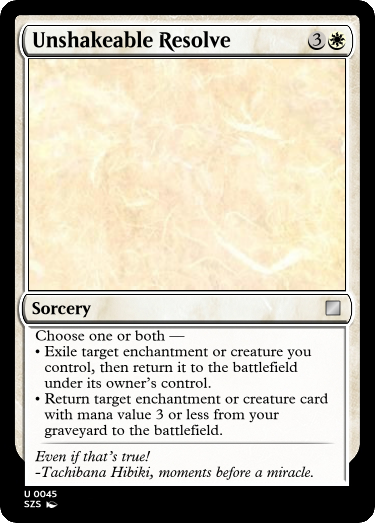 Unshakeable Resolve 3
Sorcery
Choose one or both —
• Exile target enchantment or creature you
control, then return it to the battlefield
under its owner's control.
• Return target enchantment or creature card
with mana value 3 or less from your
graveyard to the battlefield.
Even if that's true!
-Tachibana Hibiki, moments before a miracle.
U 0045
SZS